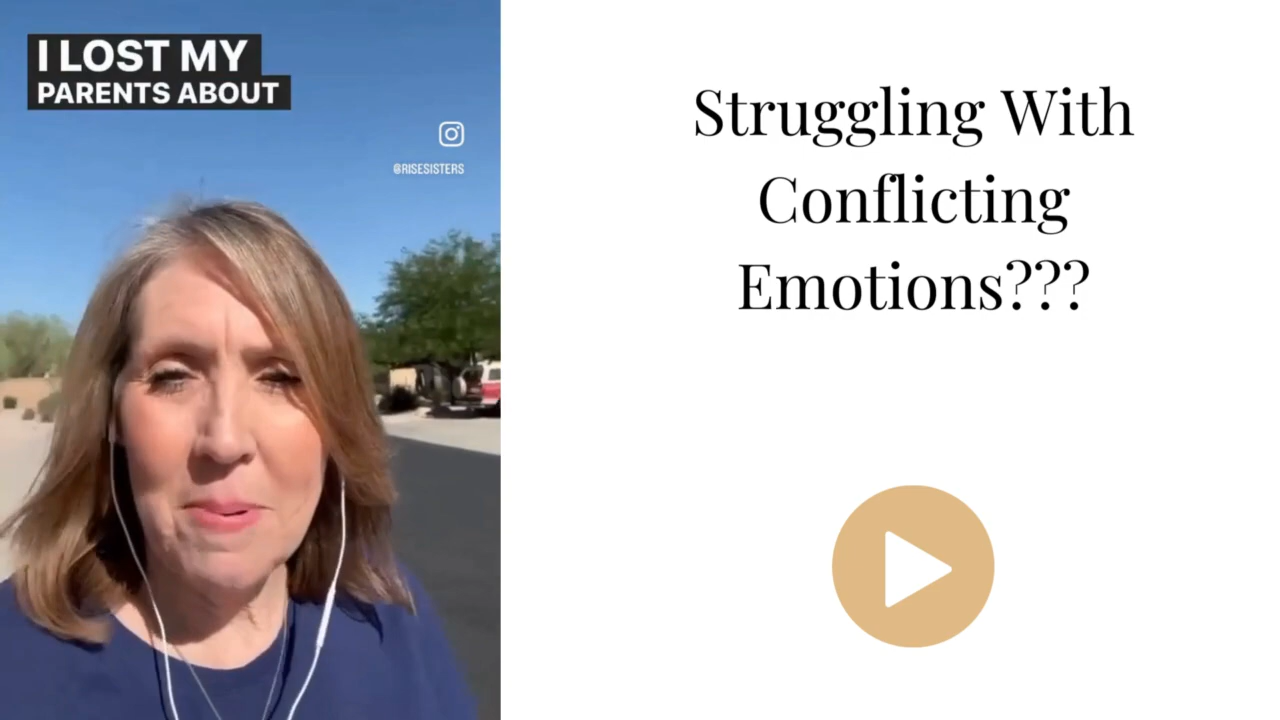 I LOST MY
PARENTS ABOUT
@RISESISTERS
Struggling With
Conflicting
Emotions???